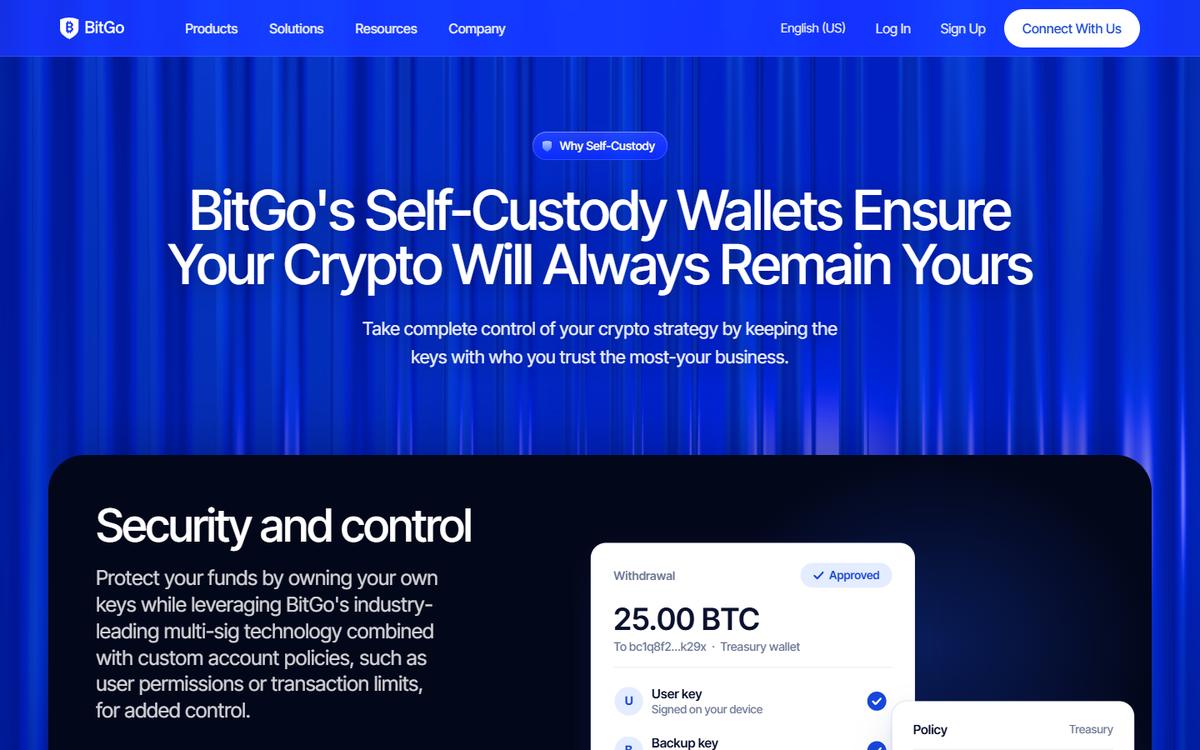 BitGo
Products
Solutions
Resources
Company
English (US)
Log In
Sign Up
Connect With Us
Why Self-Custody
BitGo's Self-Custody Wallets Ensure
Your Crypto Will Always Remain Yours
Take complete control of your crypto strategy by keeping the
keys with who you trust the most-your business.
Security and control
Protect your funds by owning your own
keys while leveraging BitGo's industry-
leading multi-sig technology combined
with custom account policies, such as
user permissions or transaction limits,
for added control.
Withdrawal
Approved
25.00 BTC
To bc1q8f2...k29x · Treasury wallet
U
User key
Signed on your device
B
Backup key
Policy
Treasury